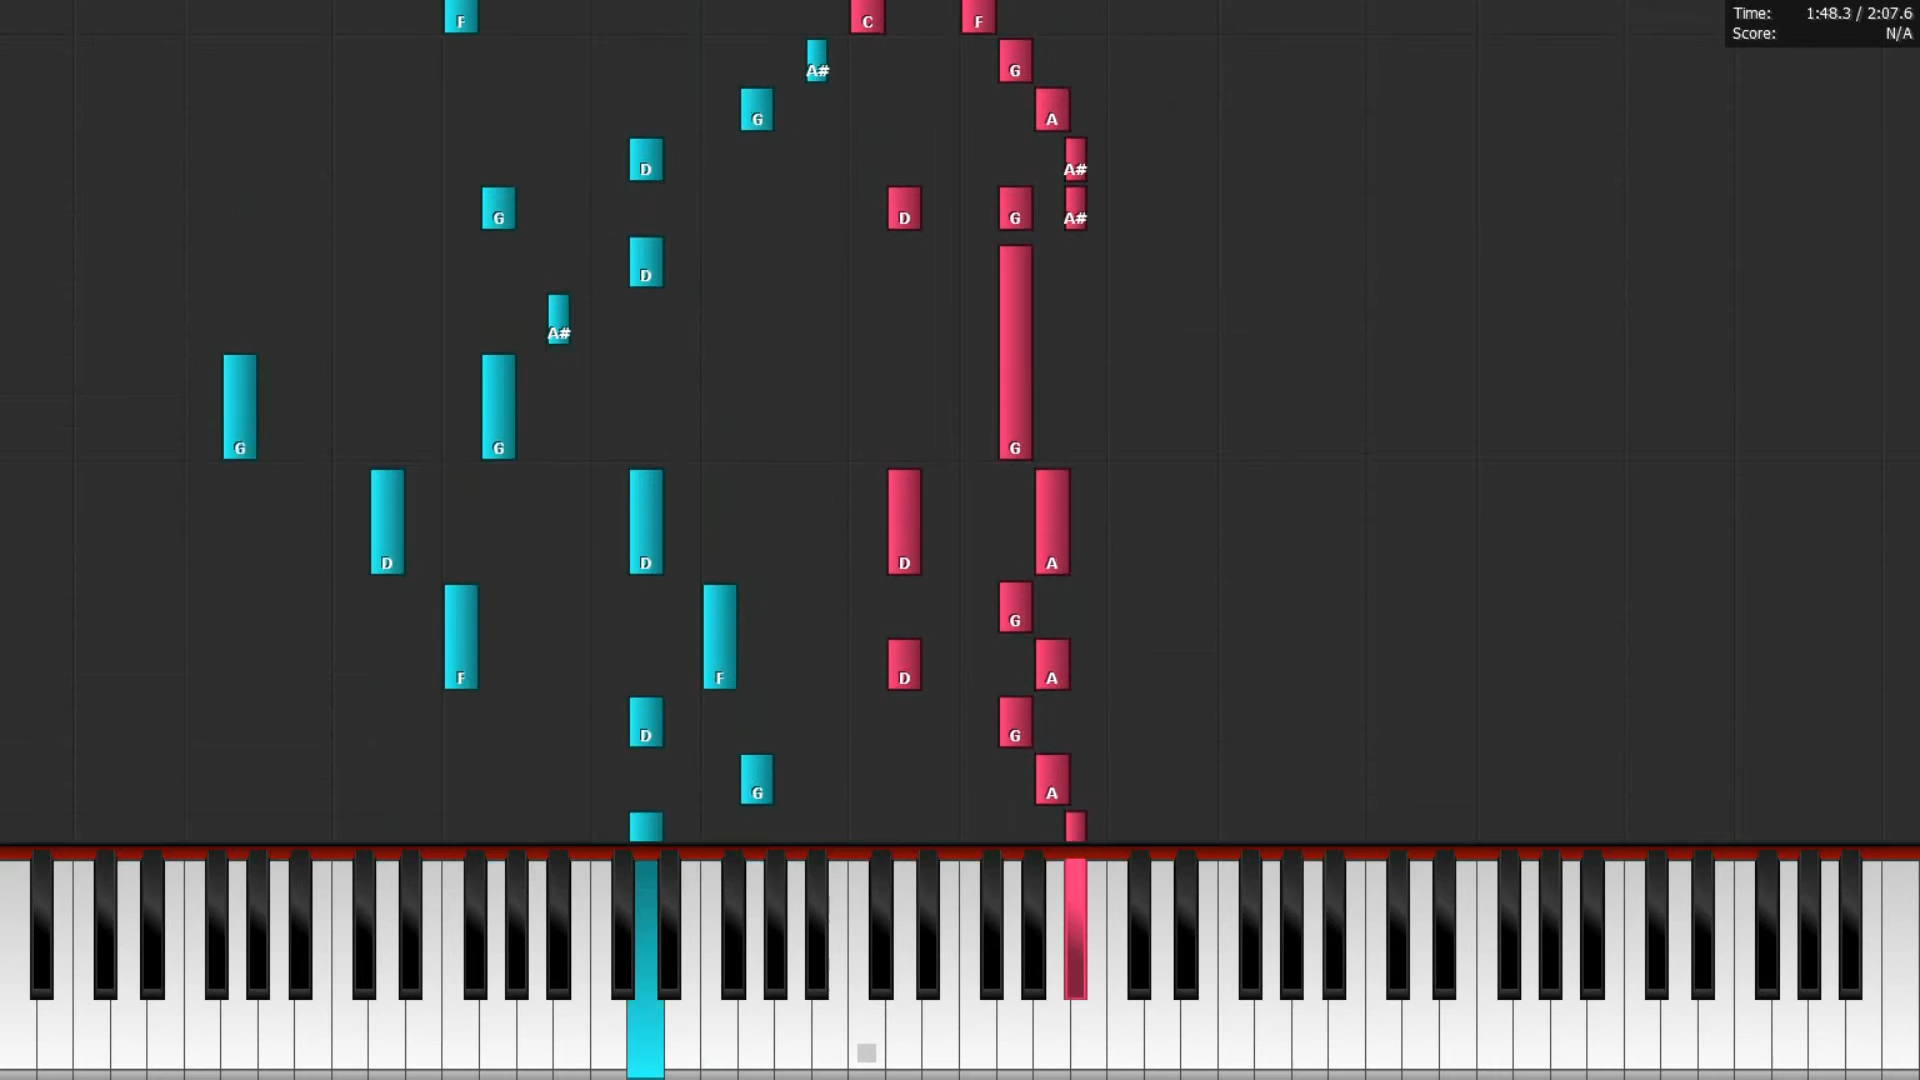 F C F
Time: 1:48.3 / 2:07.6
Score: N/A
A# G
G A
D A#
G D G A#
D
A#
G G G
D D D A
G
F F D A
D G
G A